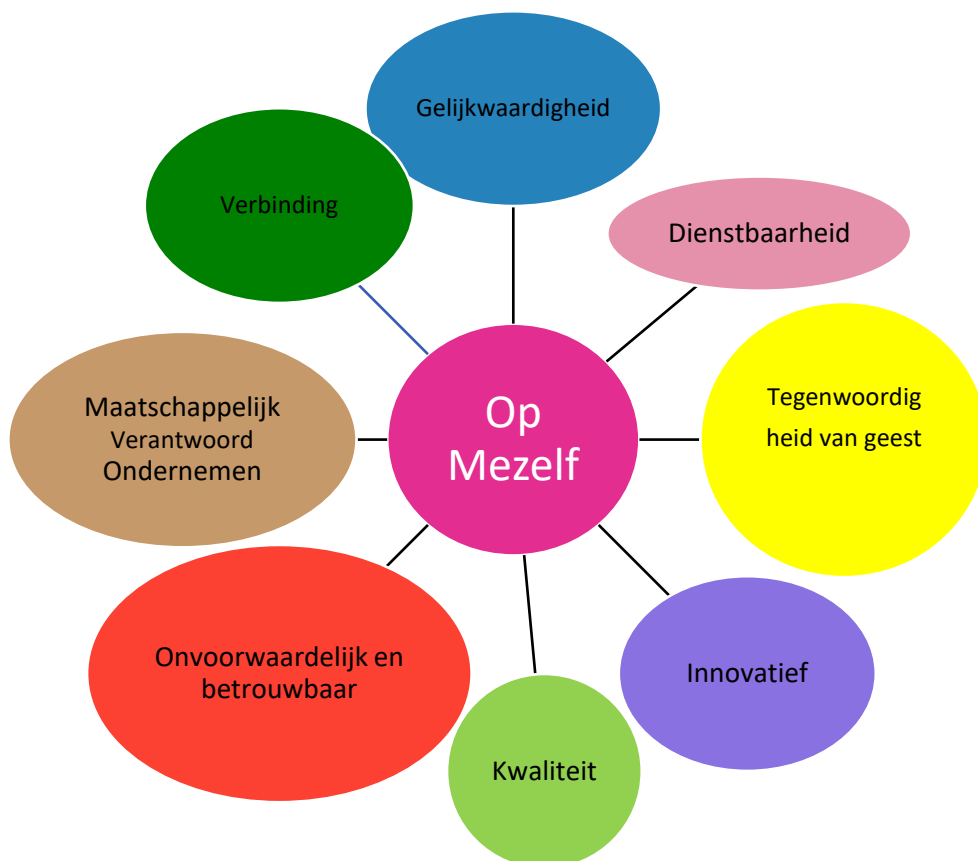 Gelijkwaardigheid
Verbinding
Dienstbaarheid
Op
Mezelf
Tegenwoordig
heid van geest
Maatschappelijk
Verantwoord
Ondernemen
Onvoorwaardelijk en
betrouwbaar
Innovatief
Kwaliteit